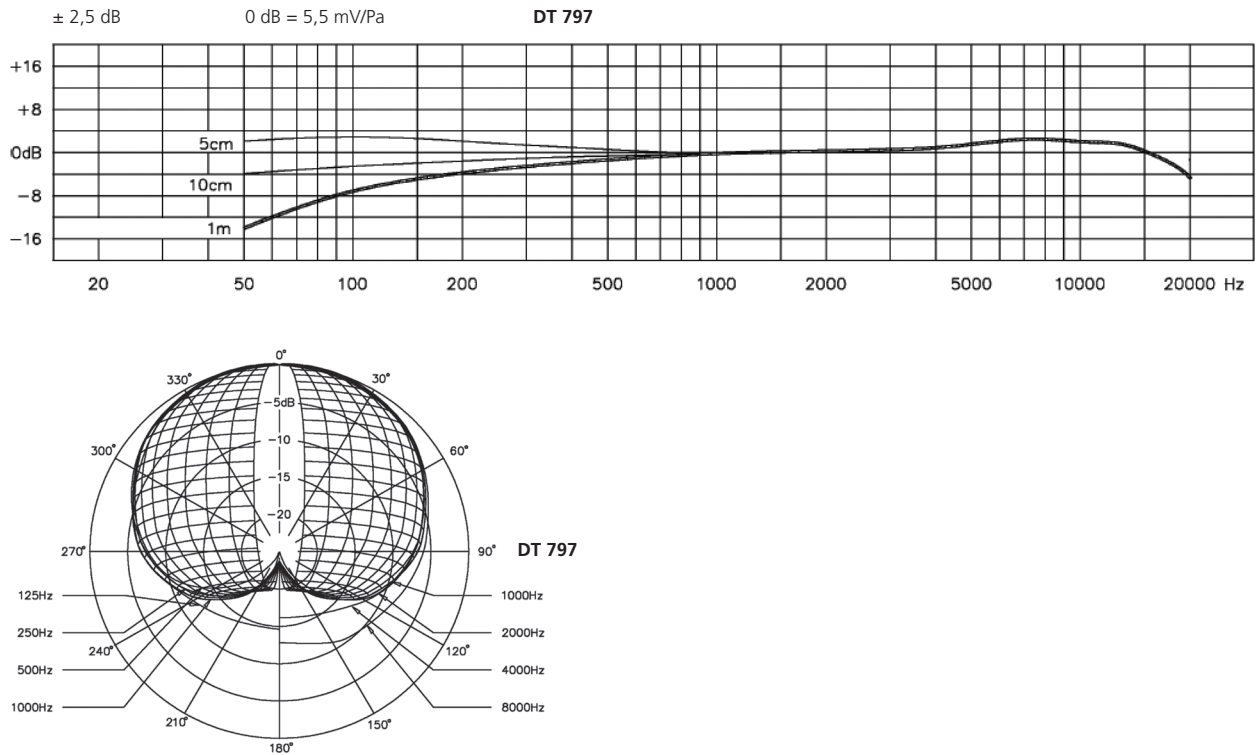 ± 2,5 dB 0 dB = 5,5 mV/Pa DT 797
+16
+8
0dB
−8
−16
5cm
10cm
1m
20 50 100 200 500 1000 2000 5000 10000 20000 Hz
0°
330° 30°
−5dB
−10
300° 60°
−15
−20
270° 90° DT 797
125Hz 1000Hz
250Hz 2000Hz
240° 120°
500Hz 4000Hz
1000Hz 8000Hz
210° 150°
180°